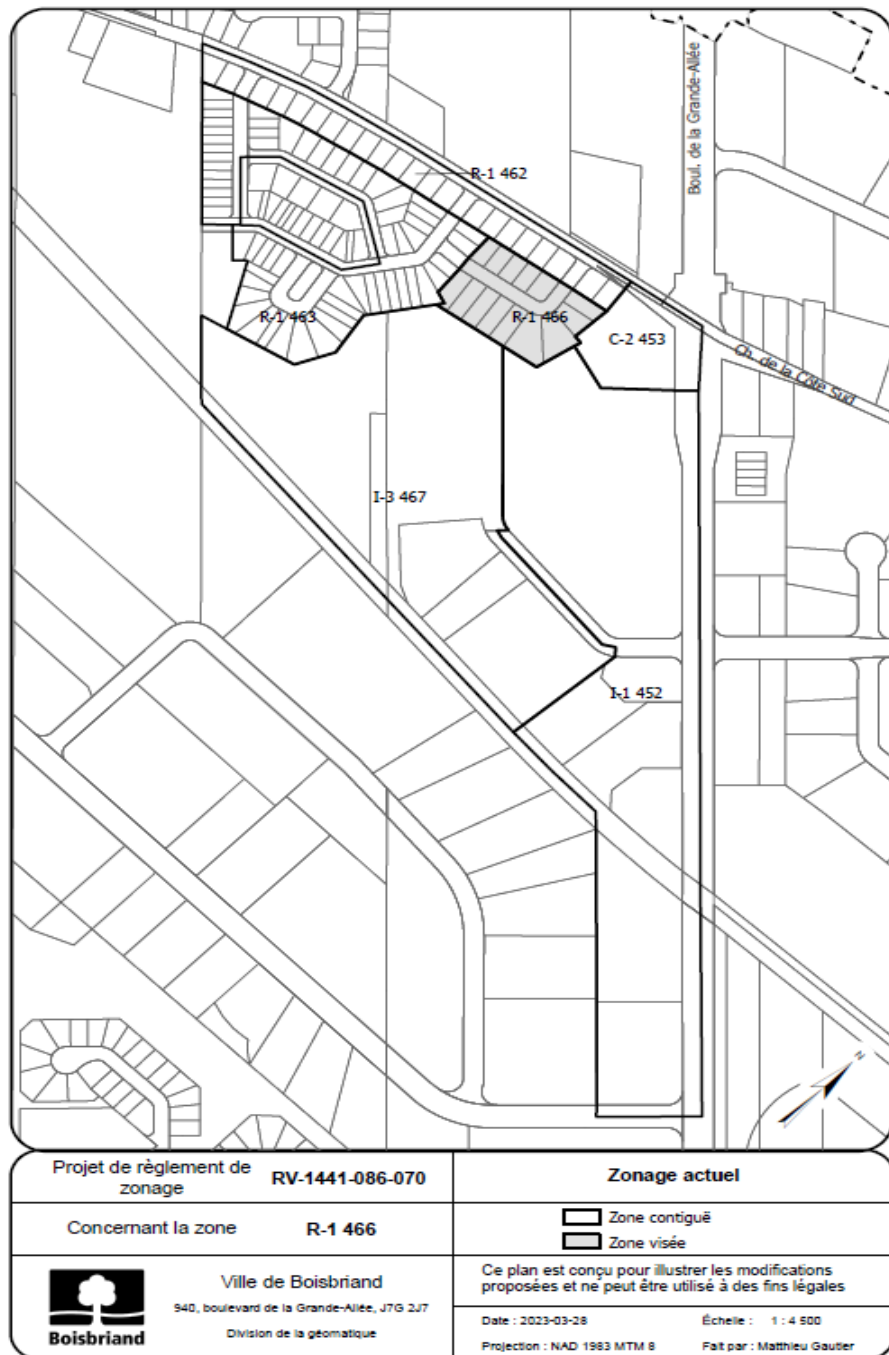 Boul. de la Grande-Allée
R-1 462
R-1 463
R-1 466
C-2 453
Ch. de la Côte Sud
I-3 467
I-1 452
N
Projet de règlement de zonage RV-1441-086-070
Zonage actuel
Concernant la zone R-1 466
Zone contiguë
Zone visée
Boisbriand
Ville de Boisbriand
940, boulevard de la Grande-Allée, J7G 2J7
Division de la géomatique
Ce plan est conçu pour illustrer les modifications
proposées et ne peut être utilisé à des fins légales
Date : 2023-03-28 Échelle : 1 : 4 500
Projection : NAD 1983 MTM 8 Fait par : Matthieu Gautier